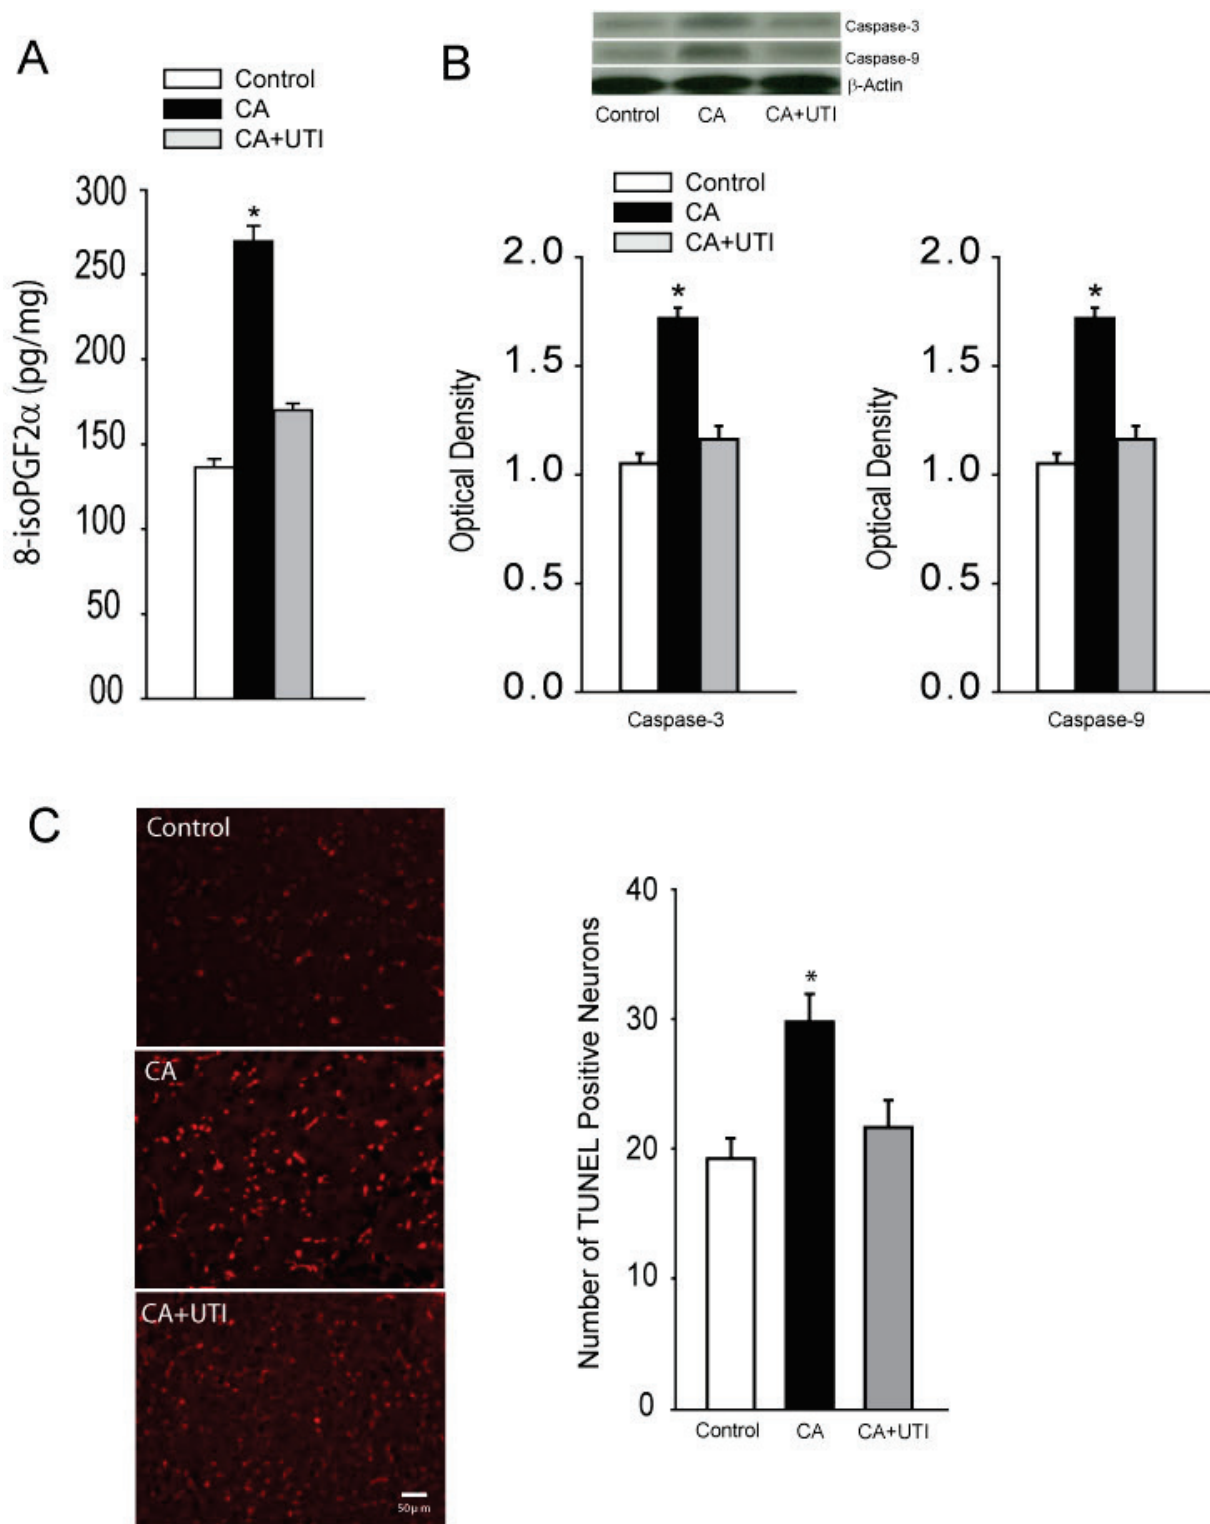 A
Control
CA
CA+UTI
300
250
200
150
100
50
00
8-isoPGF2α (pg/mg)
*
B
Caspase-3
Caspase-9
β-Actin
Control CA CA+UTI
Control
CA
CA+UTI
2.0
1.5
1.0
0.5
0.0
Optical Density
*
Caspase-3
2.0
1.5
1.0
0.5
0.0
Optical Density
*
Caspase-9
C
Control
CA
CA+UTI
50μm
40
30
20
10
0
Number of TUNEL Positive Neurons
*
Control CA CA+UTI